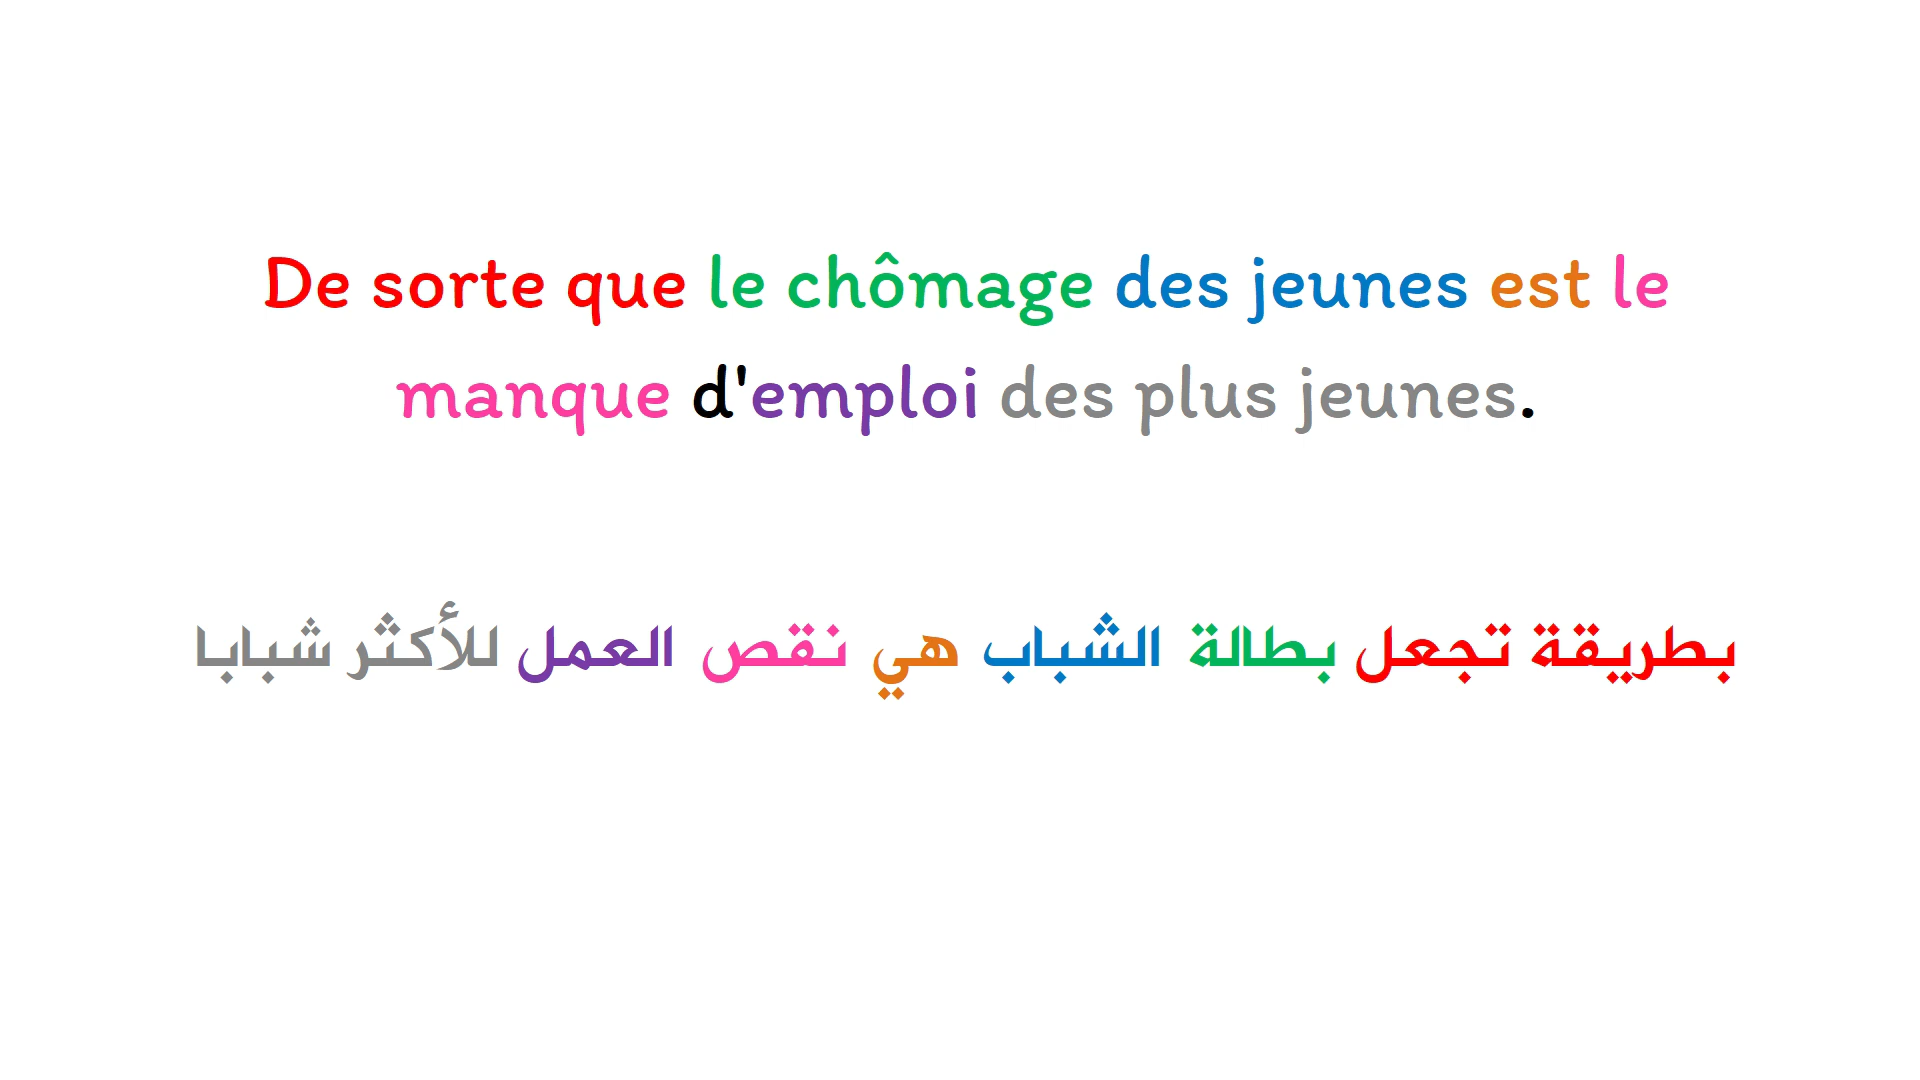 De sorte que le chômage des jeunes est le
manque d'emploi des plus jeunes.
بطريقة تجعل بطالة الشباب هي نقص العمل للأكثر شبابا